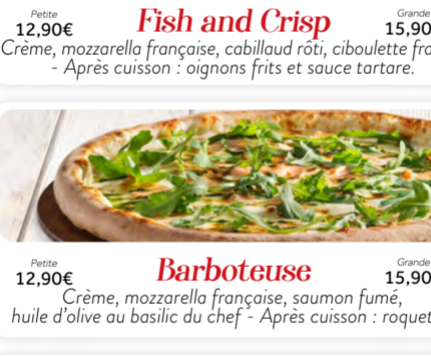 Petite
Grande
12,90€
Fish and Crisp
15,90
Crème, mozzarella française, cabillaud rôti, ciboulette fra
- Après cuisson : oignons frits et sauce tartare.
Petite
Grande
12,90€
Barboteuse
15,90
Crème, mozzarella française, saumon fumé,
huile d'olive au basilic du chef - Après cuisson : roquet